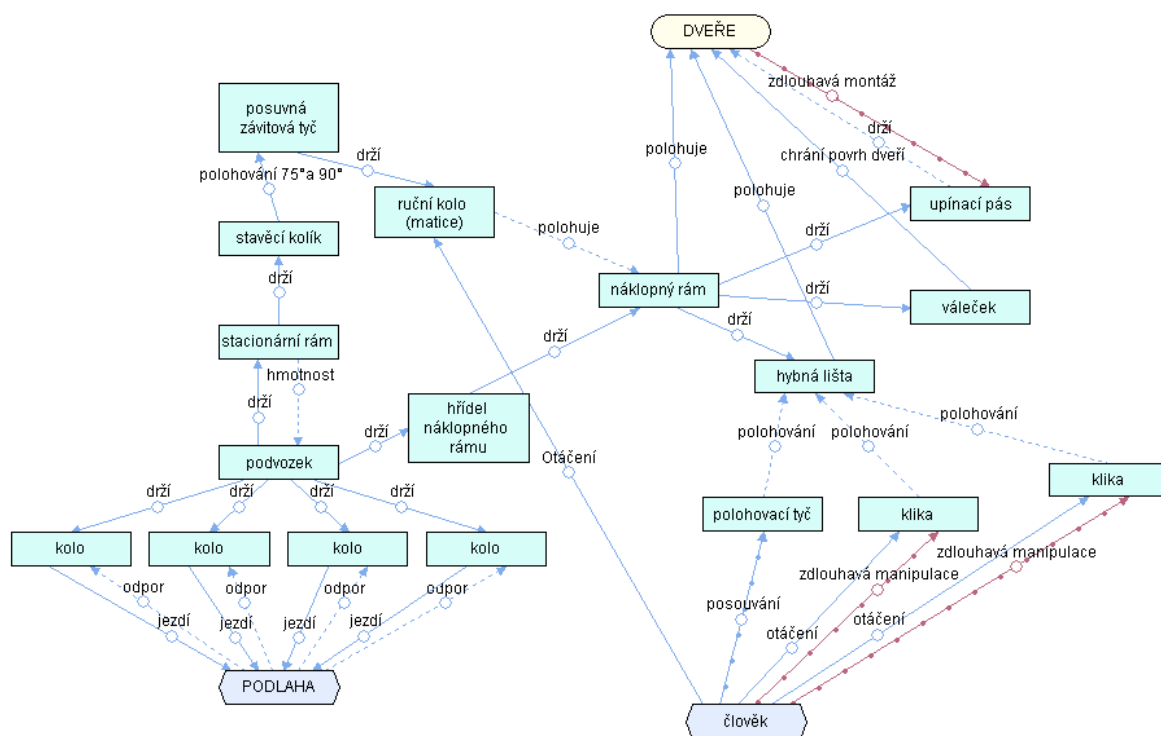 DVEŘE
zdlouhavá montáž
posuvná
závitová tyč
drží
drží
polohuje
chrání povrh dveří
polohování 75°a 90°
polohuje
ruční kolo
(matice)
upínací pás
stavěcí kolík
polohuje
drží
drží
náklopný rám
váleček
drží
drží
stacionární rám
drží
hmotnost
hybná lišta
drží
hřídel
náklopného
rámu
polohování
drží
polohování
polohování
podvozek
Otáčení
klika
drží
drží
drží
drží
polohovací tyč
klika
kolo
kolo
kolo
kolo
zdlouhavá manipulace
zdlouhavá manipulace
odpor
odpor
odpor
odpor
posouvání
jezdí
jezdí
jezdí
jezdí
otáčení
otáčení
PODLAHA
člověk